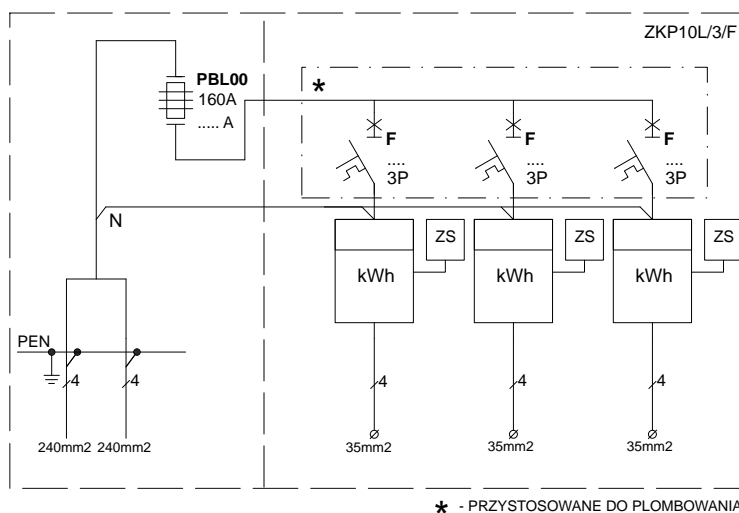 ZKP10L/3/F
*
PBL00
160A
..... A
F
....
3P
F
....
3P
F
....
3P
N
ZS
ZS
ZS
kWh
kWh
kWh
PEN
4
4
4
4
4
240mm2
240mm2
35mm2
35mm2
35mm2
* - PRZYSTOSOWANE DO PLOMBOWANIA